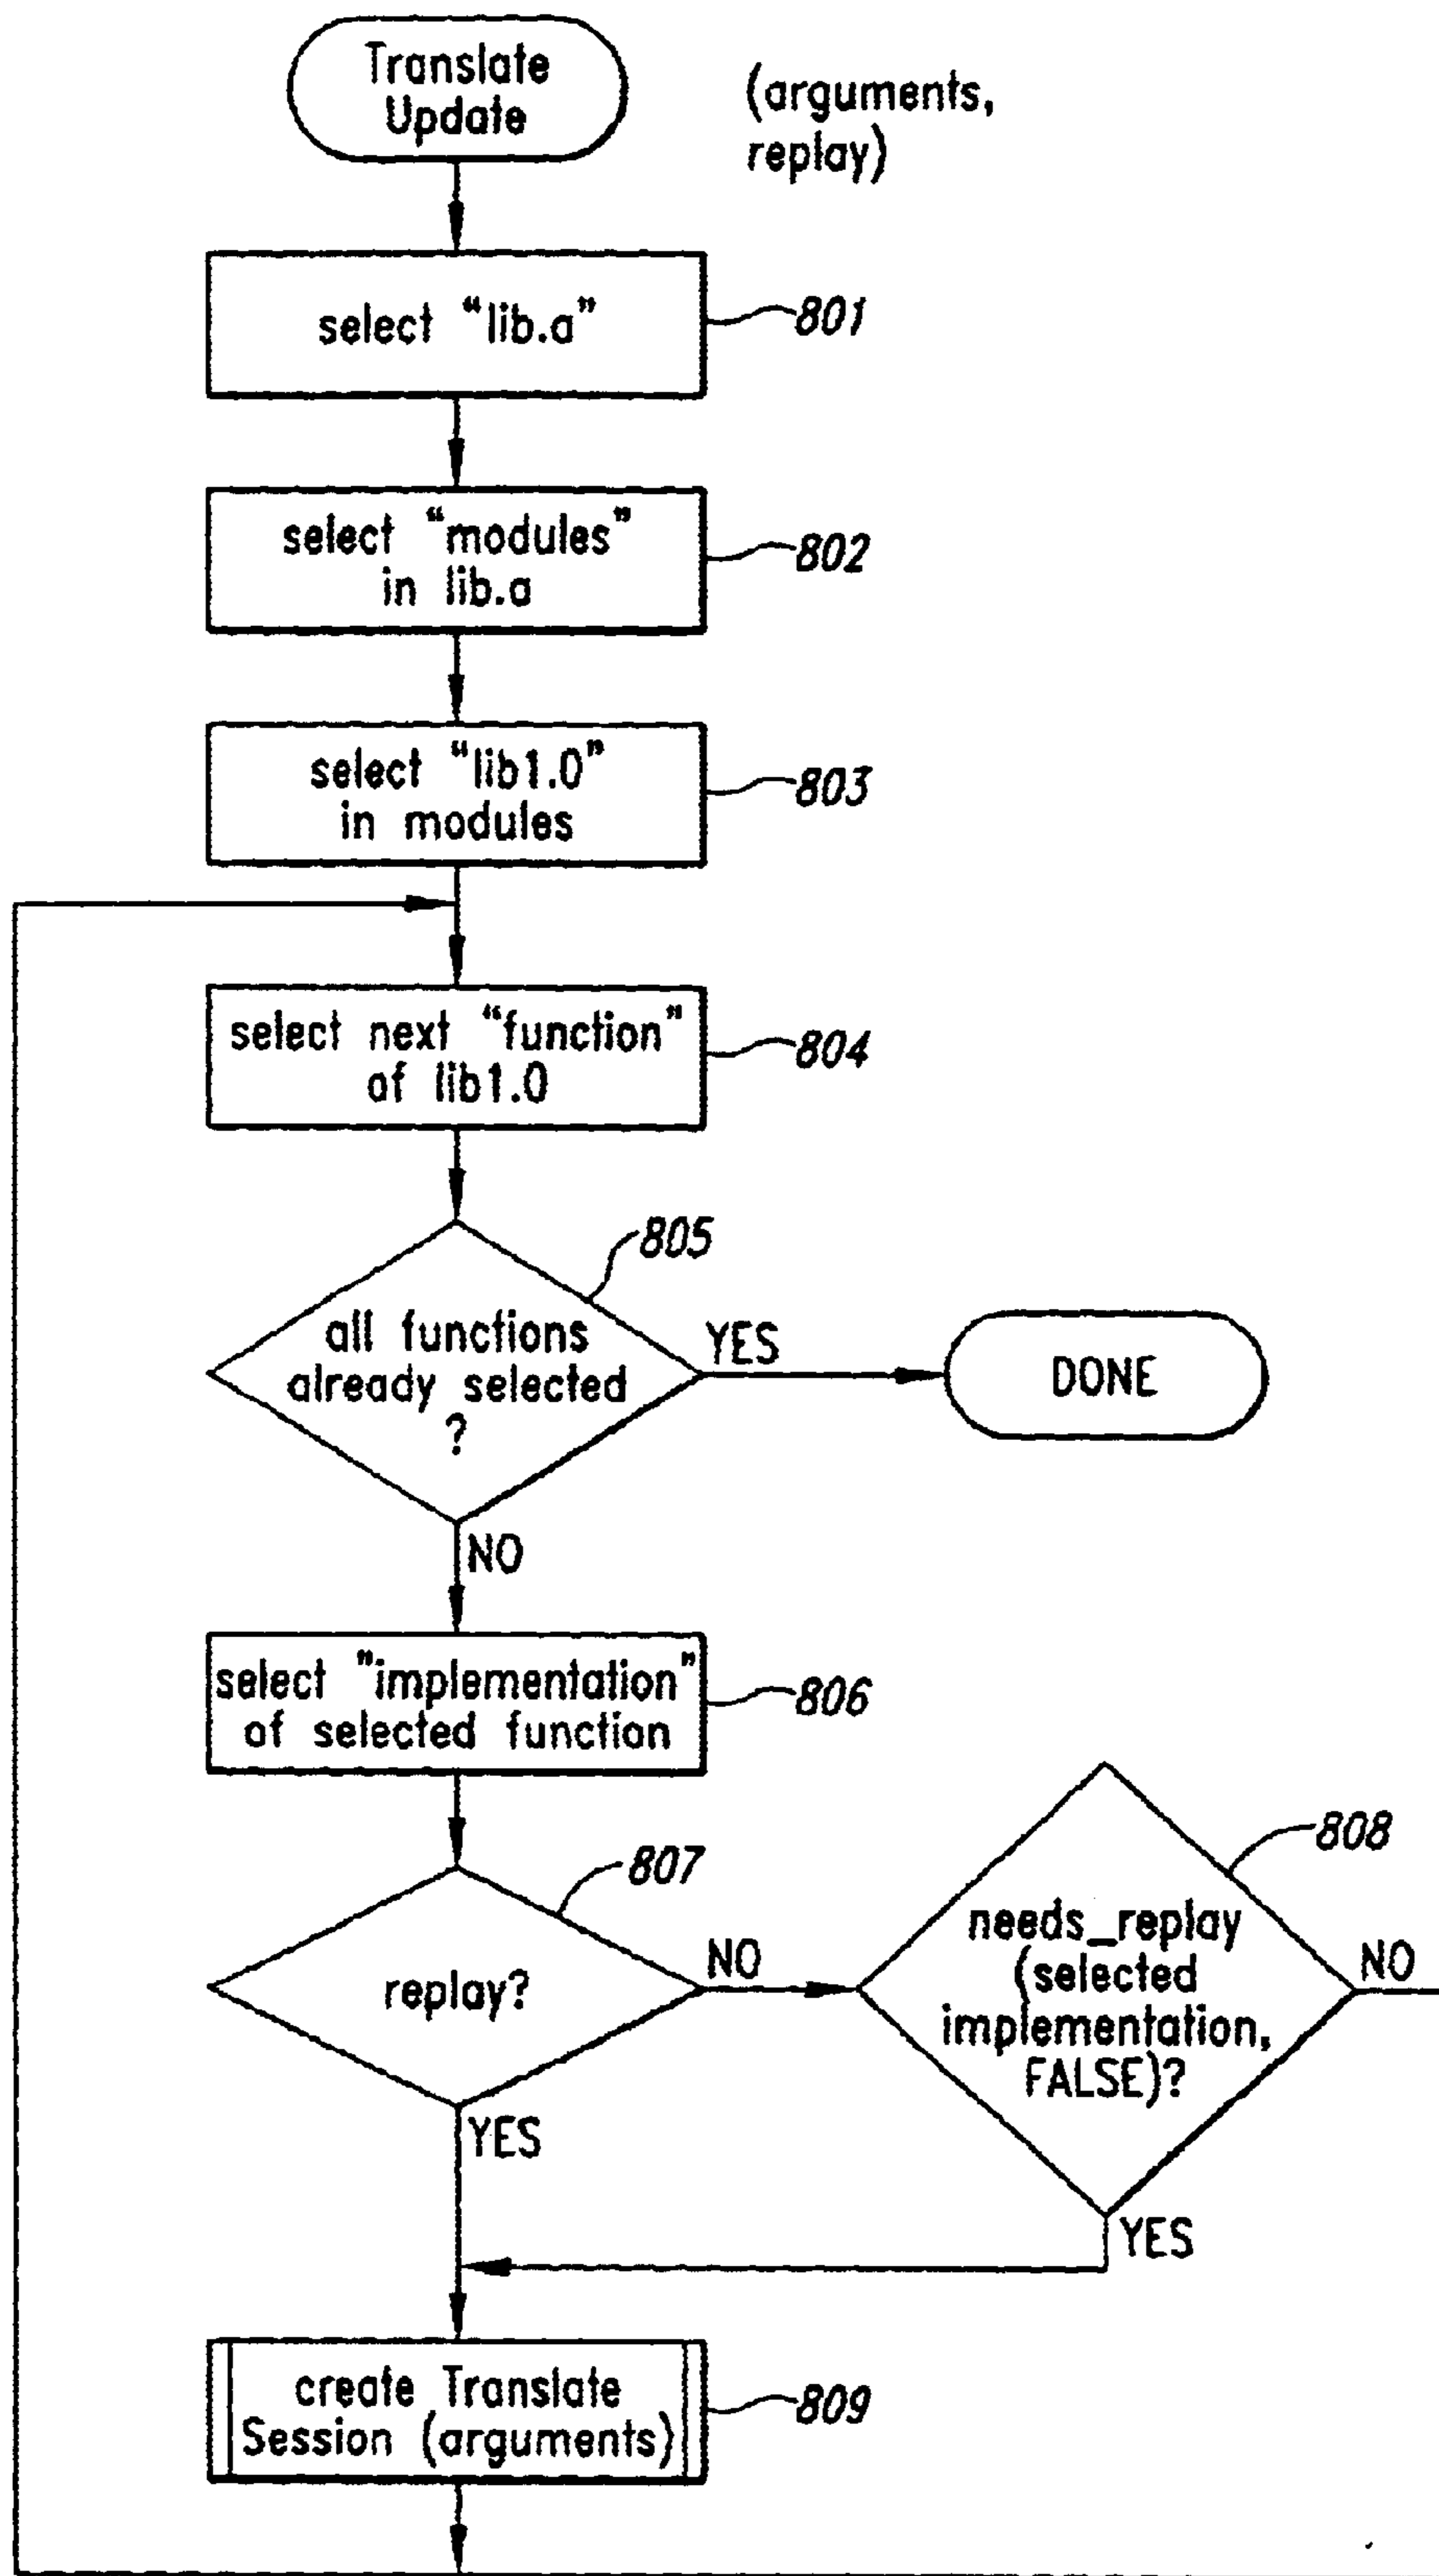 Translate
Update
(arguments,
replay)
select “lib.a”
801
select “modules”
in lib.a
802
select “lib1.0”
in modules
803
select next “function”
of lib1.0
804
805
all functions
already selected
?
YES
DONE
NO
select "implementation"
of selected function
806
807
replay?
NO
808
needs_replay
(selected
implementation,
FALSE)?
NO
YES
YES
create Translate
Session (arguments)
809